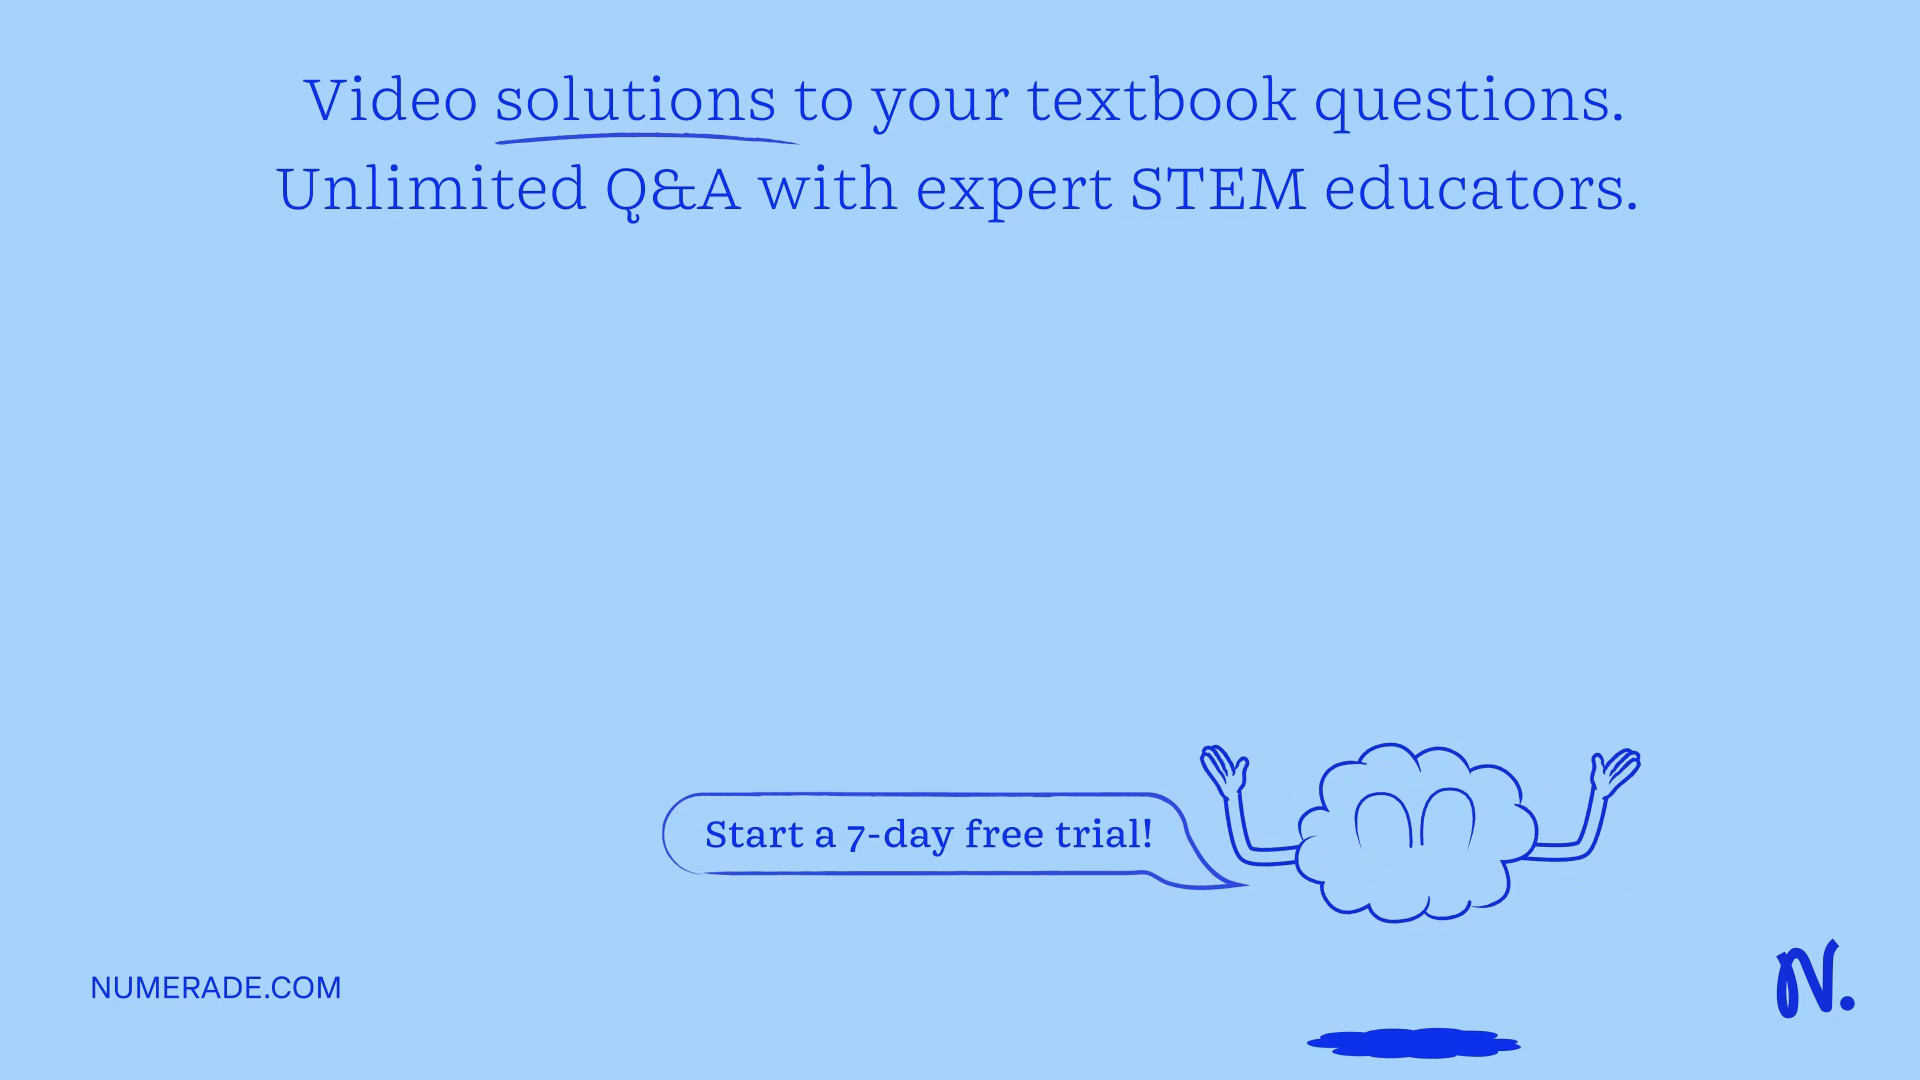 Video solutions to your textbook questions.
Unlimited Q&A with expert STEM educators.
Start a 7-day free trial!
NUMERADE.COM
N.